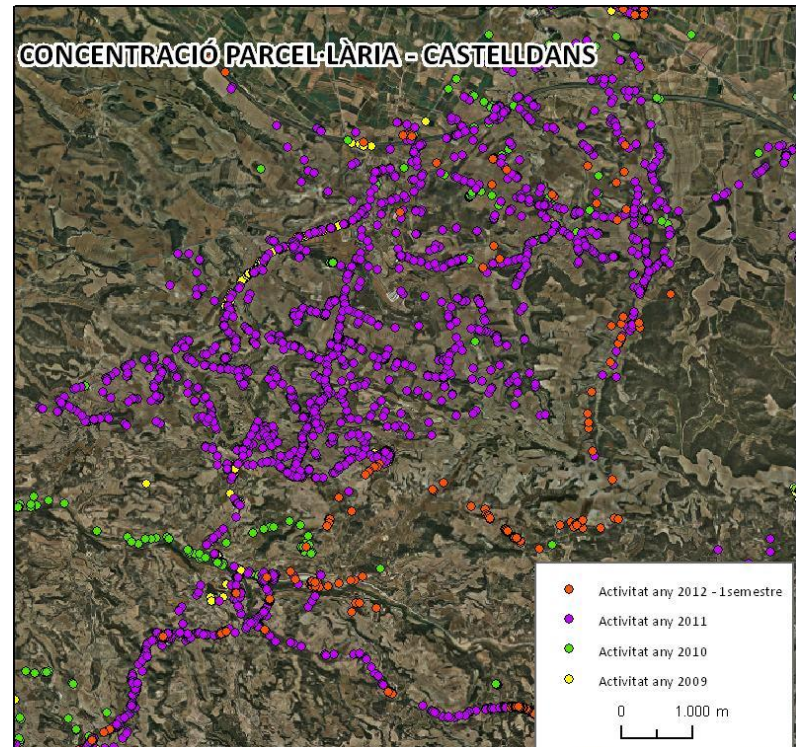 CONCENTRACIÓ PARCEL·LÀRIA - CASTELLDANS
Activitat any 2012 - 1semestre
Activitat any 2011
Activitat any 2010
Activitat any 2009
0 1.000 m